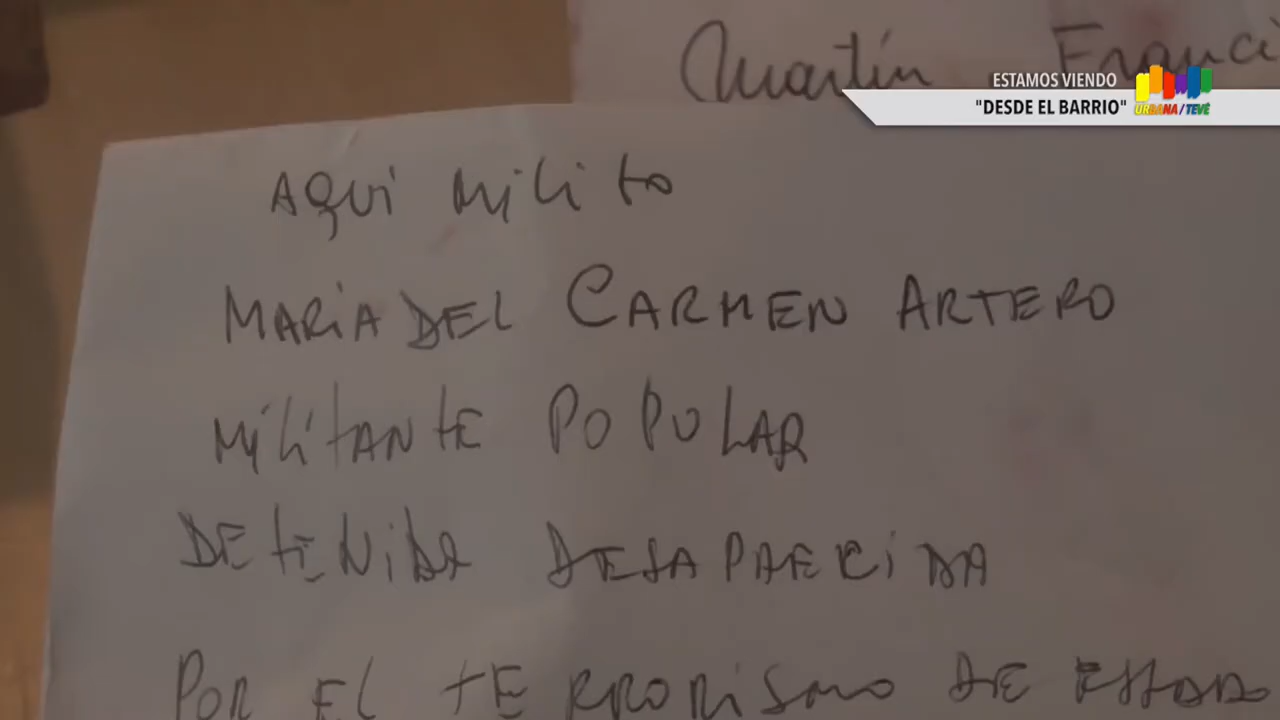 Martín Franci
ESTAMOS VIENDO
"DESDE EL BARRIO"
URBANA/TEVÉ
AQUI MILITO
MARIA DEL CARMEN ARTERO
MILITANTE POPULAR
DETENIDA DESAPARECIDA
POR EL TERRORISMO DE ESTADO